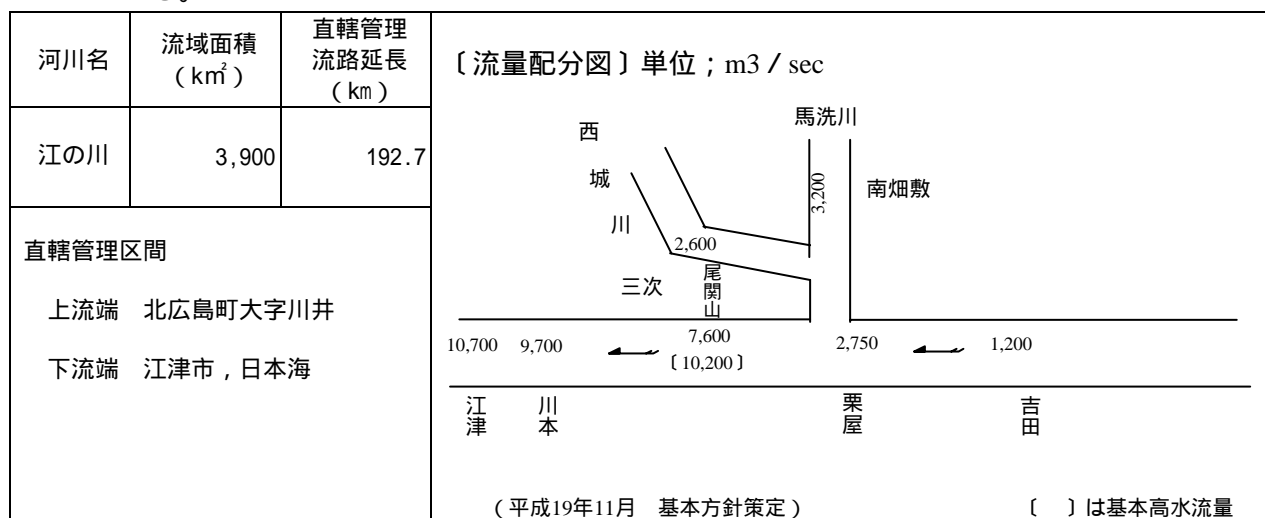 河川名
流域面積
（k㎡）
直轄管理
流路延長
（km）
江の川
3,900
192.7
直轄管理区間
上流端 北広島町大字川井
下流端 江津市，日本海
〔流量配分図〕単位；m3／sec
馬洗川
西城川
3,200
南畑敷
2,600
三次
尾関山
10,700
9,700
7,600
〔10,200〕
2,750
1,200
江津
川本
栗屋
吉田
（平成19年11月 基本方針策定）
〔 〕は基本高水流量